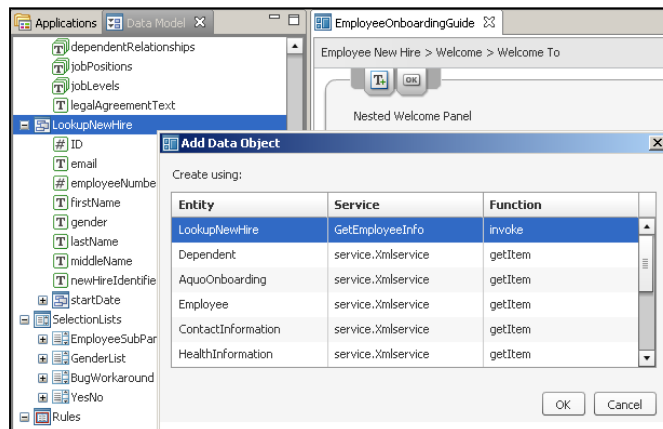 Applications
Data Model
EmployeeOnboardingGuide
dependentRelationships
jobPositions
jobLevels
legalAgreementText
LookupNewHire
ID
email
employeeNumbe
firstName
gender
lastName
middleName
newHireIdentifie
startDate
SelectionLists
EmployeeSubPar
GenderList
BugWorkaround
YesNo
Rules
Employee New Hire > Welcome > Welcome To
OK
Nested Welcome Panel
Add Data Object
Create using:
Entity Service Function
LookupNewHire GetEmployeeInfo invoke
Dependent service.Xmlservice getItem
AquoOnboarding service.Xmlservice getItem
Employee service.Xmlservice getItem
ContactInformation service.Xmlservice getItem
HealthInformation service.Xmlservice getItem
OK Cancel